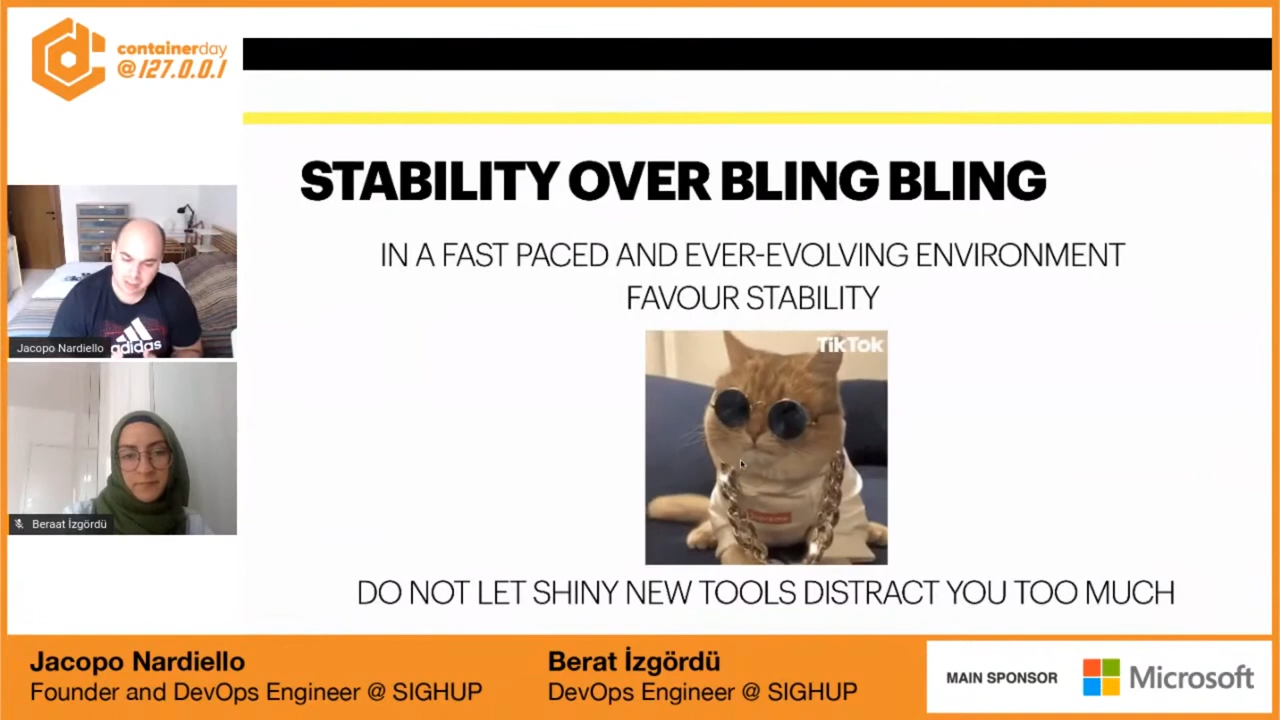 containerday
@127.0.0.1
STABILITY OVER BLING BLING
IN A FAST PACED AND EVER-EVOLVING ENVIRONMENT
FAVOUR STABILITY
TikTok
adidas
Jacopo Nardiello
Beraat İzgördü
DO NOT LET SHINY NEW TOOLS DISTRACT YOU TOO MUCH
Jacopo Nardiello
Founder and DevOps Engineer @ SIGHUP
Berat İzgördü
DevOps Engineer @ SIGHUP
MAIN SPONSOR
Microsoft